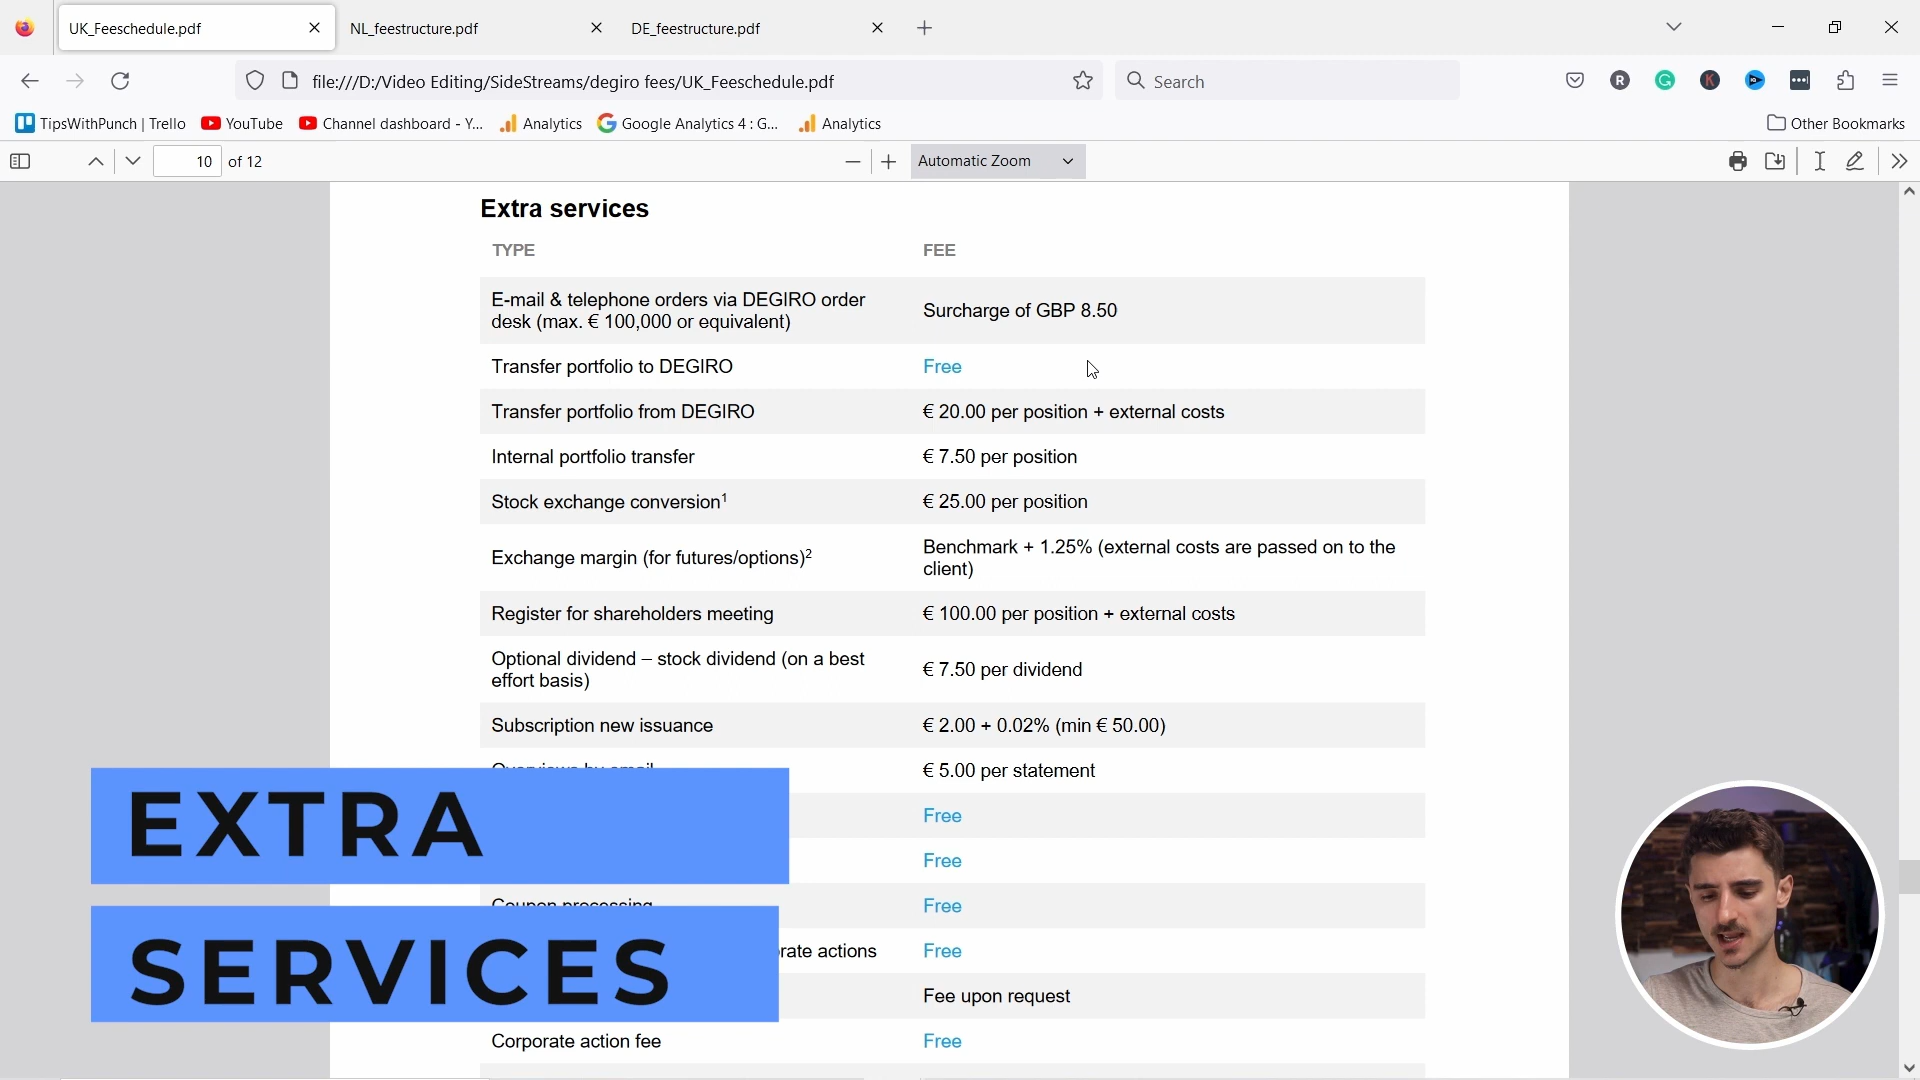 UK_Feeschedule.pdf
NL_feestructure.pdf
DE_feestructure.pdf
file:///D:/Video Editing/SideStreams/degiro fees/UK_Feeschedule.pdf
Search
TipsWithPunch | Trello
YouTube
Channel dashboard - Y...
Analytics
Google Analytics 4 : G...
Analytics
Other Bookmarks
10 of 12
Automatic Zoom
Extra services
TYPE FEE
E-mail & telephone orders via DEGIRO order
desk (max. € 100,000 or equivalent)
Surcharge of GBP 8.50
Transfer portfolio to DEGIRO Free
Transfer portfolio from DEGIRO € 20.00 per position + external costs
Internal portfolio transfer € 7.50 per position
Stock exchange conversion¹ € 25.00 per position
Exchange margin (for futures/options)²
Benchmark + 1.25% (external costs are passed on to the
client)
Register for shareholders meeting € 100.00 per position + external costs
Optional dividend – stock dividend (on a best
effort basis)
€ 7.50 per dividend
Subscription new issuance € 2.00 + 0.02% (min € 50.00)
€ 5.00 per statement
Free
Free
Coupon processing Free
rate actions Free
Fee upon request
Corporate action fee Free
EXTRA
SERVICES